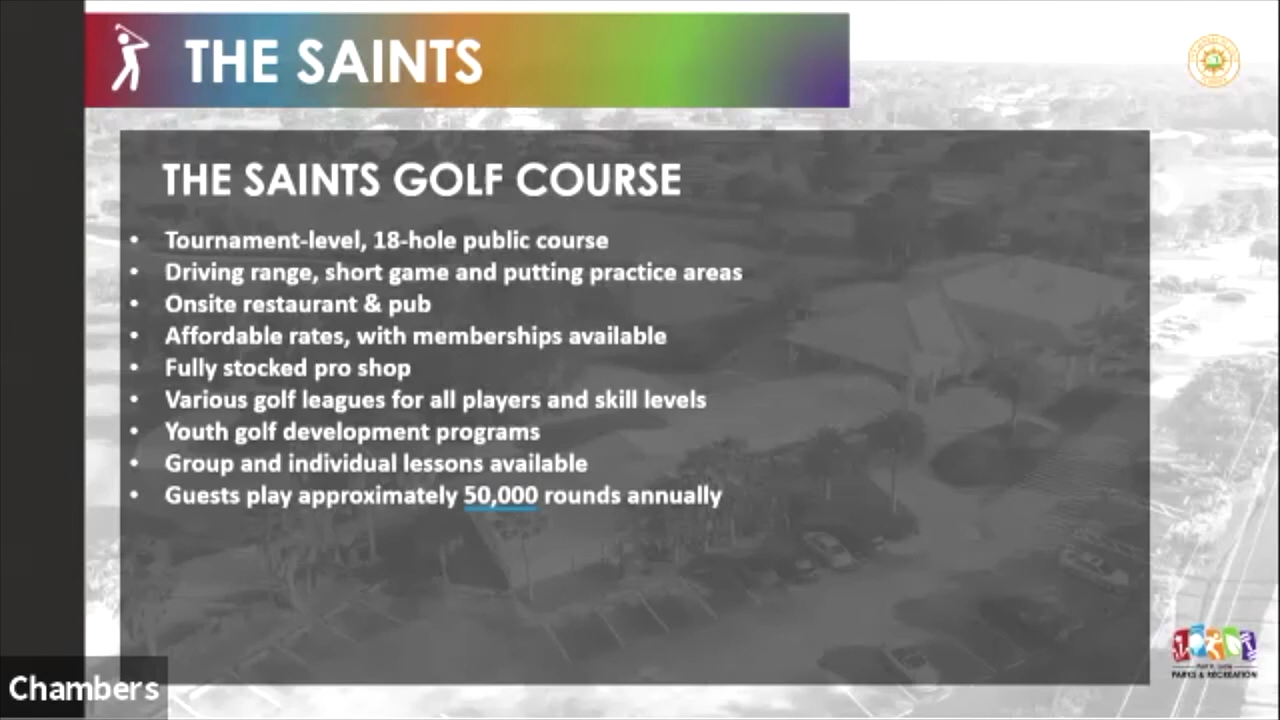 THE SAINTS
THE SAINTS GOLF COURSE
• Tournament-level, 18-hole public course
• Driving range, short game and putting practice areas
• Onsite restaurant & pub
• Affordable rates, with memberships available
• Fully stocked pro shop
• Various golf leagues for all players and skill levels
• Youth golf development programs
• Group and individual lessons available
• Guests play approximately 50,000 rounds annually
PARKS & RECREATION
Chambers